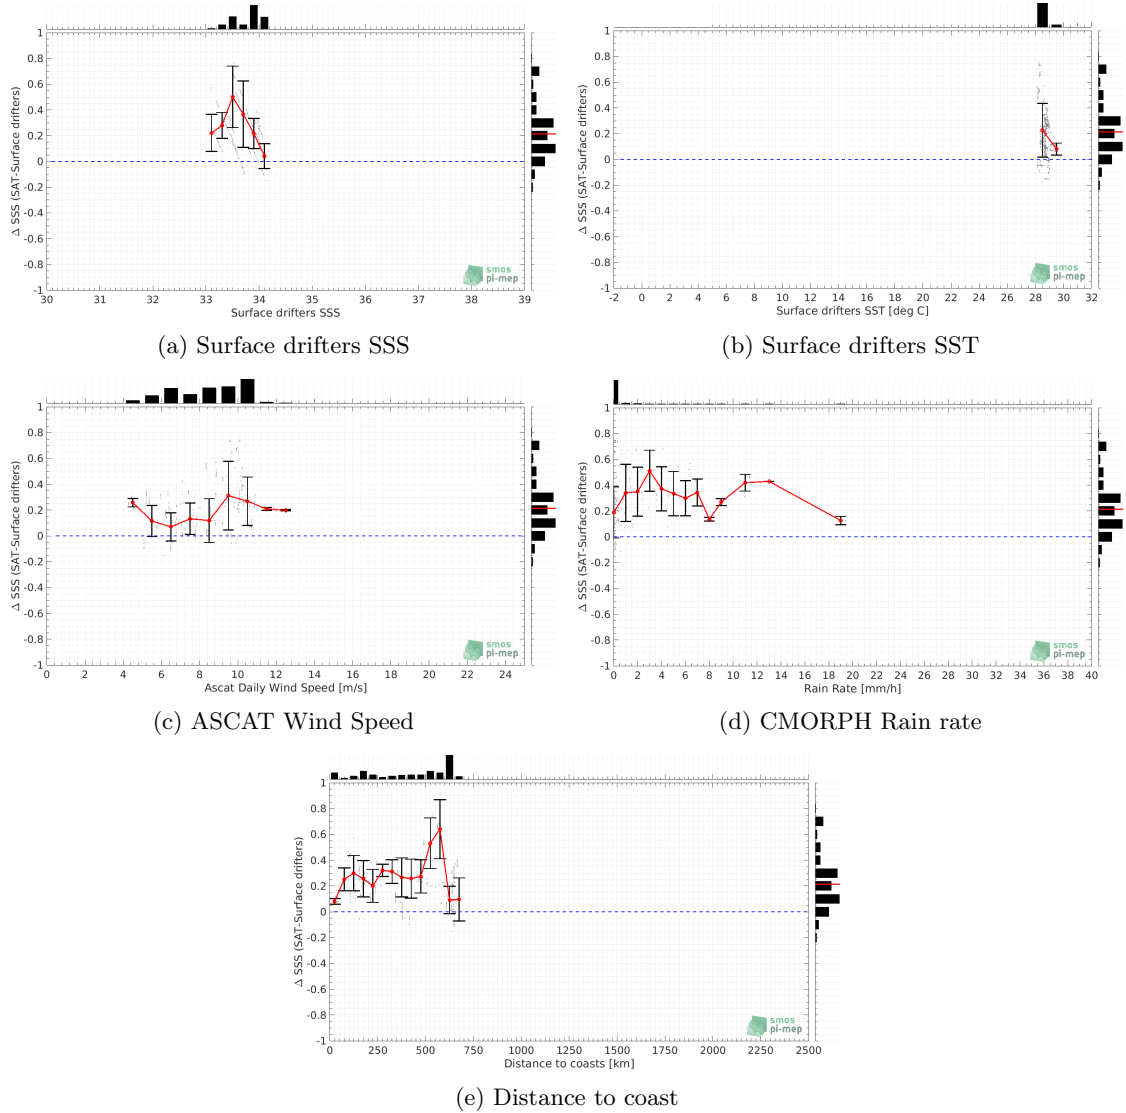 1
0.8
0.6
0.4
0.2
0
-0.2
-0.4
-0.6
-0.8
-1
Δ SSS (SAT-Surface drifters)
30 31 32 33 34 35 36 37 38 39
Surface drifters SSS
smos
pi-mep
(a) Surface drifters SSS
1
0.8
0.6
0.4
0.2
0
-0.2
-0.4
-0.6
-0.8
-1
Δ SSS (SAT-Surface drifters)
-2 0 2 4 6 8 10 12 14 16 18 20 22 24 26 28 30 32
Surface drifters SST [deg C]
smos
pi-mep
(b) Surface drifters SST
1
0.8
0.6
0.4
0.2
0
-0.2
-0.4
-0.6
-0.8
-1
Δ SSS (SAT-Surface drifters)
0 2 4 6 8 10 12 14 16 18 20 22 24
Ascat Daily Wind Speed [m/s]
smos
pi-mep
(c) ASCAT Wind Speed
1
0.8
0.6
0.4
0.2
0
-0.2
-0.4
-0.6
-0.8
-1
Δ SSS (SAT-Surface drifters)
0 2 4 6 8 10 12 14 16 18 20 22 24 26 28 30 32 34 36 38 40
Rain Rate [mm/h]
smos
pi-mep
(d) CMORPH Rain rate
1
0.8
0.6
0.4
0.2
0
-0.2
-0.4
-0.6
-0.8
-1
Δ SSS (SAT-Surface drifters)
0 250 500 750 1000 1250 1500 1750 2000 2250 2500
Distance to coasts [km]
smos
pi-mep
(e) Distance to coast